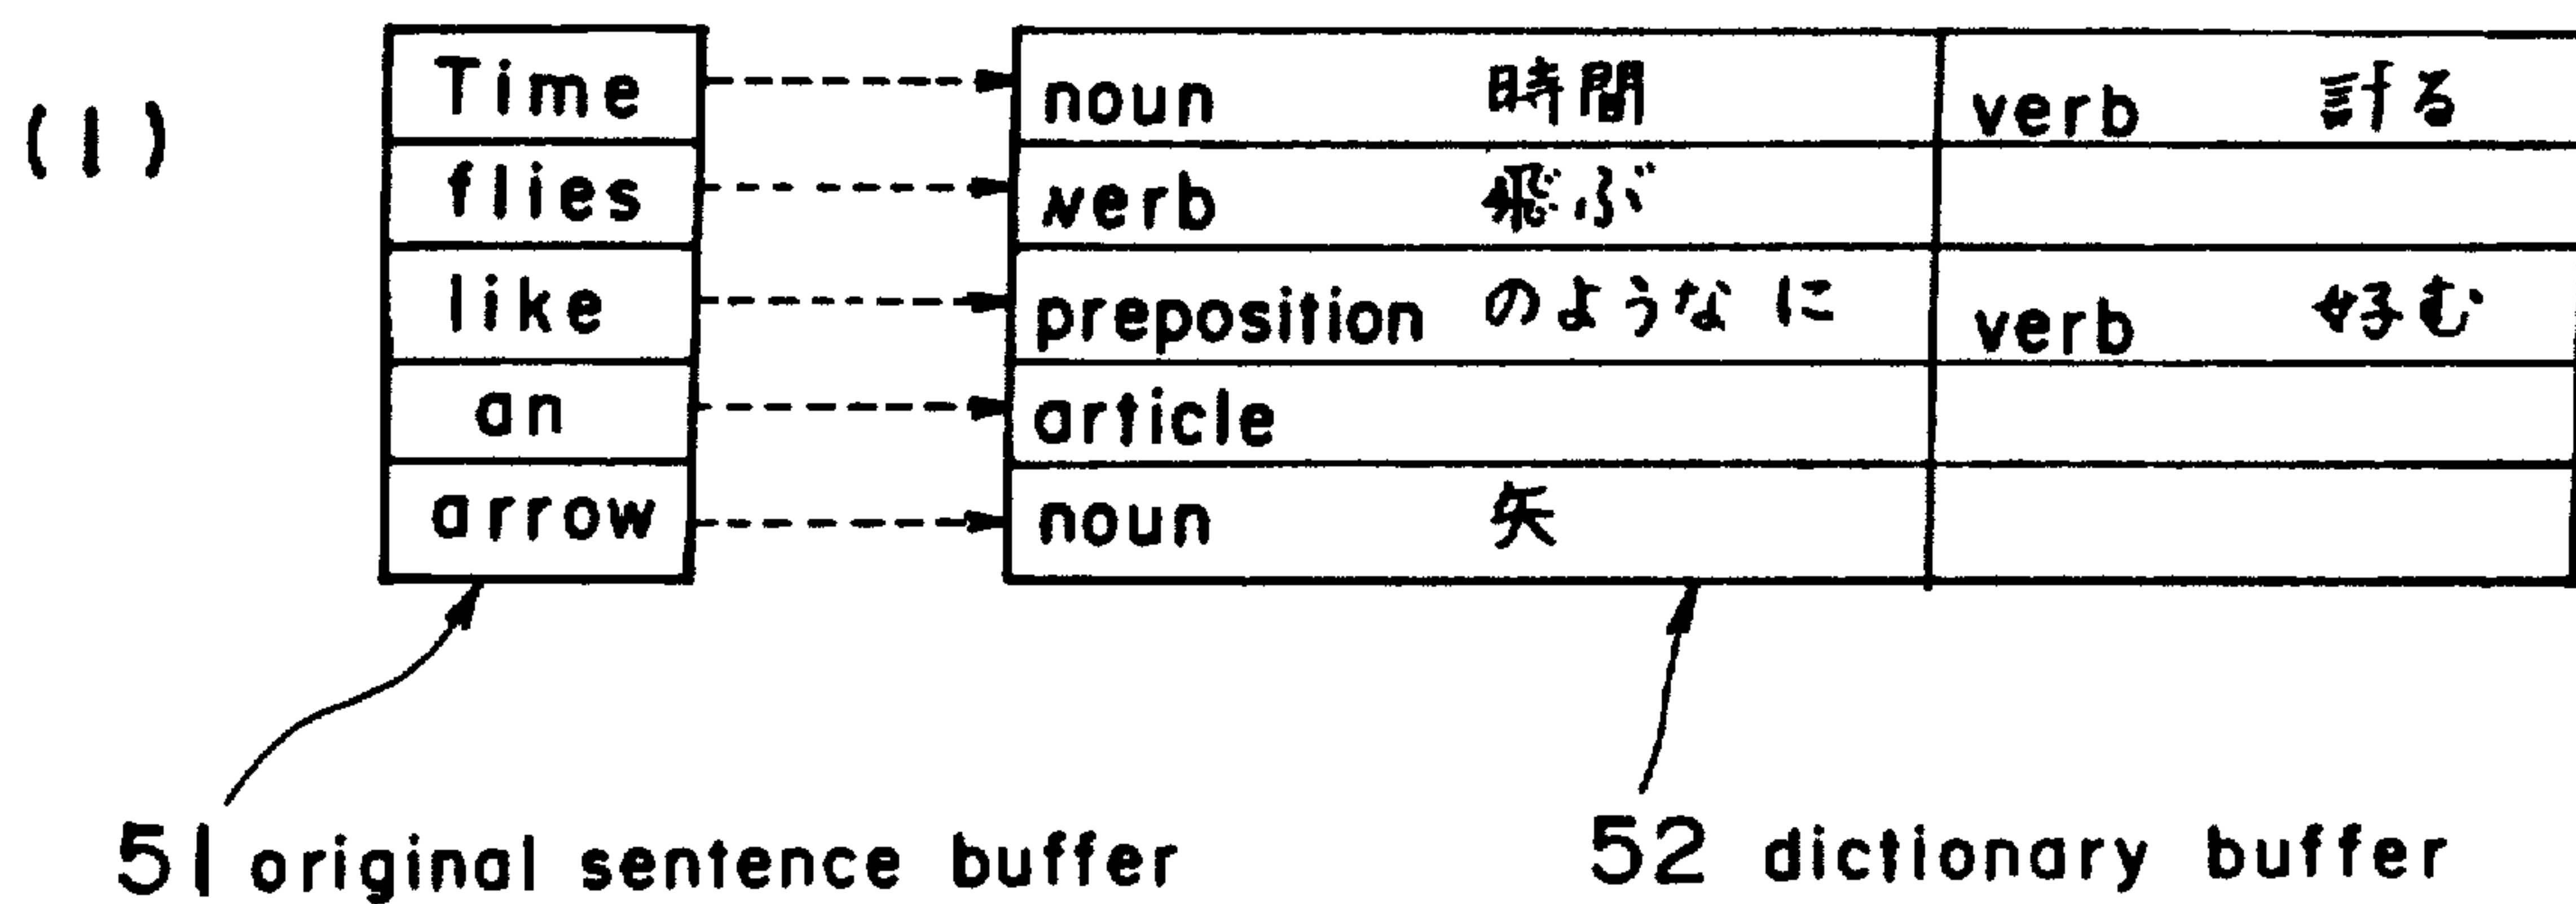 (1)
Time noun 時間 verb 計る
flies verb 飛ぶ
like preposition のようなに verb 好む
an article
arrow noun 矢
51 original sentence buffer 52 dictionary buffer